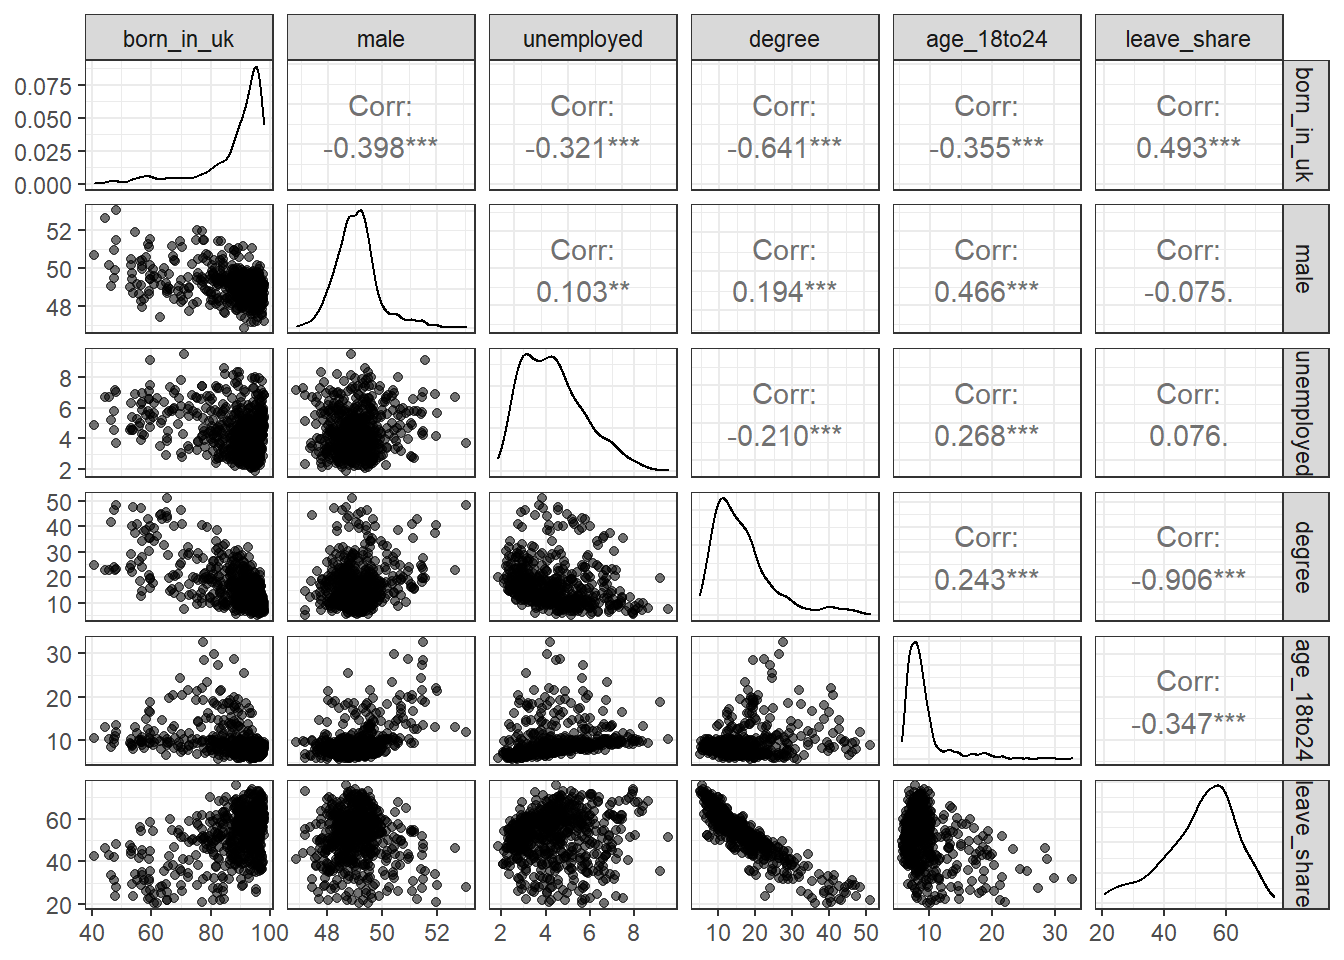 born_in_uk male unemployed degree age_18to24 leave_share
0.075
0.050
0.025
0.000
Corr:
-0.398***
Corr:
-0.321***
Corr:
-0.641***
Corr:
-0.355***
Corr:
0.493***
born_in_uk
52
50
48
Corr:
0.103**
Corr:
0.194***
Corr:
0.466***
Corr:
-0.075.
male
8
6
4
2
Corr:
-0.210***
Corr:
0.268***
Corr:
0.076.
unemployed
50
40
30
20
10
Corr:
0.243***
Corr:
-0.906***
degree
30
20
10
Corr:
-0.347***
age_18to24
60
40
20
leave_share
40 60 80 100 48 50 52 2 4 6 8 10 20 30 40 50 10 20 30 20 40 60